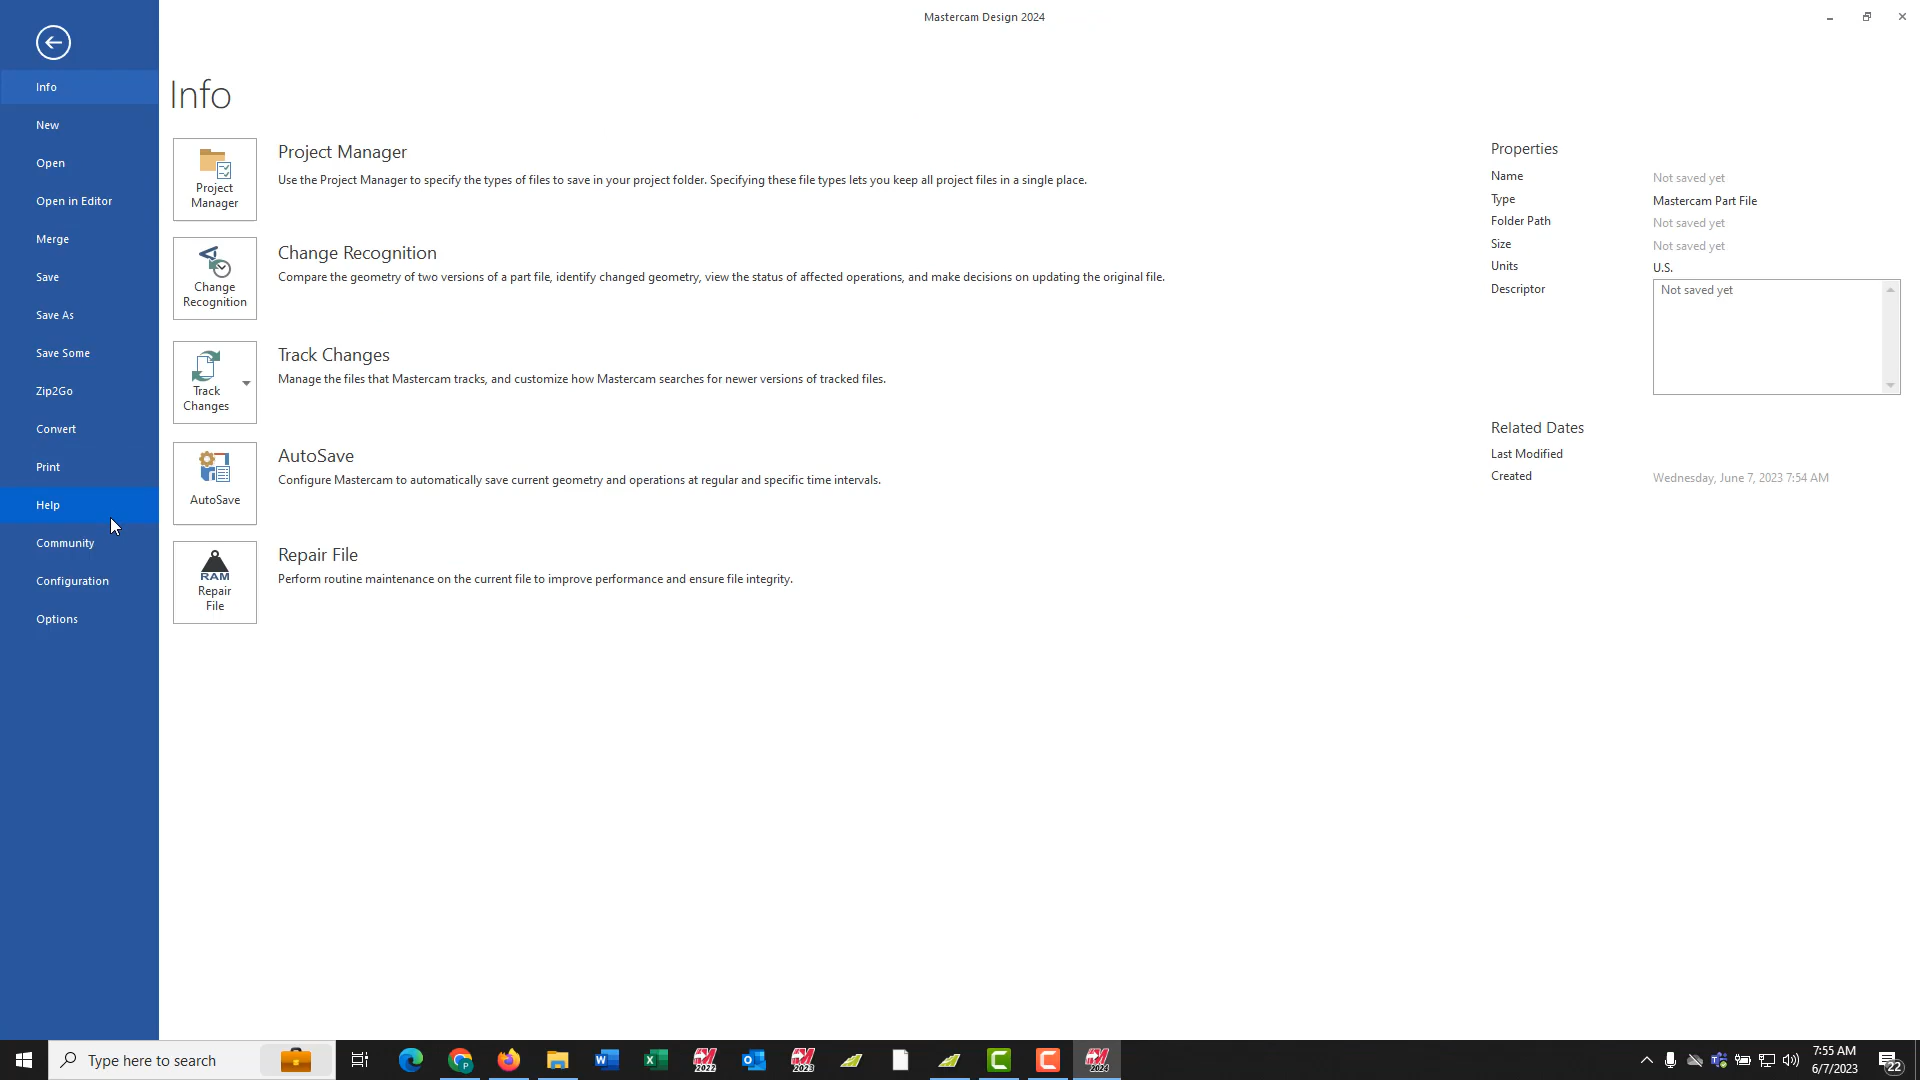 Mastercam Design 2024
Info
New
Open
Open in Editor
Merge
Save
Save As
Save Some
Zip2Go
Convert
Print
Help
Community
Configuration
Options
Info
Project
Manager
Project Manager
Use the Project Manager to specify the types of files to save in your project folder. Specifying these file types lets you keep all project files in a single place.
Change
Recognition
Change Recognition
Compare the geometry of two versions of a part file, identify changed geometry, view the status of affected operations, and make decisions on updating the original file.
Track
Changes
Track Changes
Manage the files that Mastercam tracks, and customize how Mastercam searches for newer versions of tracked files.
AutoSave
AutoSave
Configure Mastercam to automatically save current geometry and operations at regular and specific time intervals.
RAM
Repair
File
Repair File
Perform routine maintenance on the current file to improve performance and ensure file integrity.
Properties
Name Not saved yet
Type Mastercam Part File
Folder Path Not saved yet
Size Not saved yet
Units U.S.
Descriptor Not saved yet
Related Dates
Last Modified
Created Wednesday, June 7, 2023 7:54 AM
Type here to search
2022
2023
2024
7:55 AM
6/7/2023
22